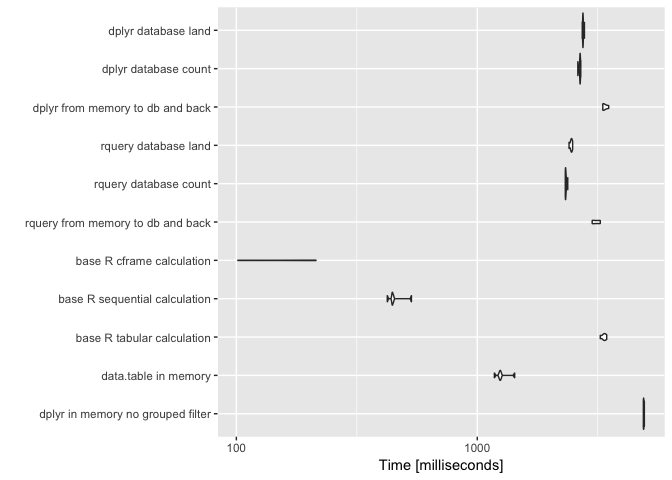 dplyr database land
dplyr database count
dplyr from memory to db and back
rquery database land
rquery database count
rquery from memory to db and back
base R cframe calculation
base R sequential calculation
base R tabular calculation
data.table in memory
dplyr in memory no grouped filter
100 1000
Time [milliseconds]